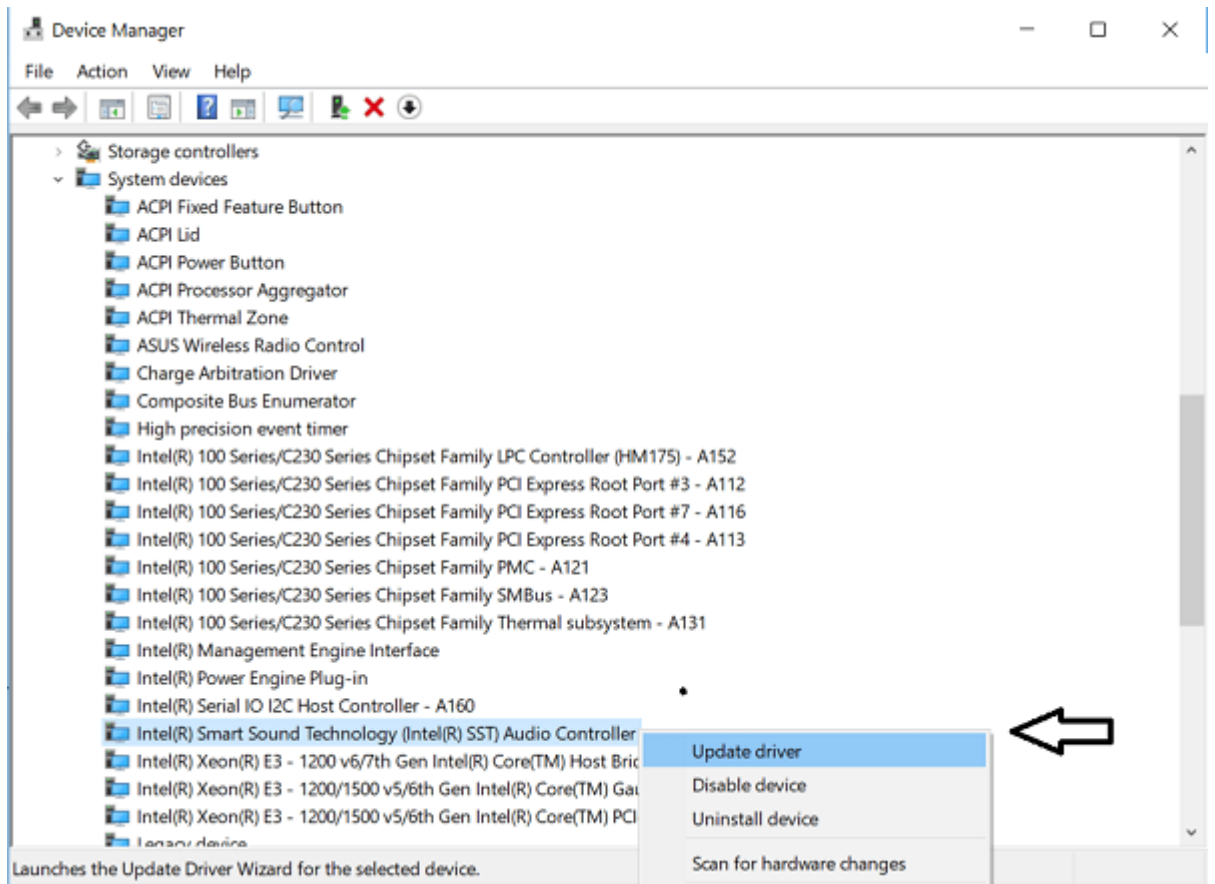 Device Manager
File Action View Help
Storage controllers
System devices
ACPI Fixed Feature Button
ACPI Lid
ACPI Power Button
ACPI Processor Aggregator
ACPI Thermal Zone
ASUS Wireless Radio Control
Charge Arbitration Driver
Composite Bus Enumerator
High precision event timer
Intel(R) 100 Series/C230 Series Chipset Family LPC Controller (HM175) - A152
Intel(R) 100 Series/C230 Series Chipset Family PCI Express Root Port #3 - A112
Intel(R) 100 Series/C230 Series Chipset Family PCI Express Root Port #7 - A116
Intel(R) 100 Series/C230 Series Chipset Family PCI Express Root Port #4 - A113
Intel(R) 100 Series/C230 Series Chipset Family PMC - A121
Intel(R) 100 Series/C230 Series Chipset Family SMBus - A123
Intel(R) 100 Series/C230 Series Chipset Family Thermal subsystem - A131
Intel(R) Management Engine Interface
Intel(R) Power Engine Plug-in
Intel(R) Serial IO I2C Host Controller - A160
Intel(R) Smart Sound Technology (Intel(R) SST) Audio Controller
Intel(R) Xeon(R) E3 - 1200 v6/7th Gen Intel(R) Core(TM) Host
Intel(R) Xeon(R) E3 - 1200/1500 v5/6th Gen Intel(R) Core(TM)
Intel(R) Xeon(R) E3 - 1200/1500 v5/6th Gen Intel(R) Core(TM) PCI
Legacy device
Update driver
Disable device
Uninstall device
Scan for hardware changes
Launches the Update Driver Wizard for the selected device.